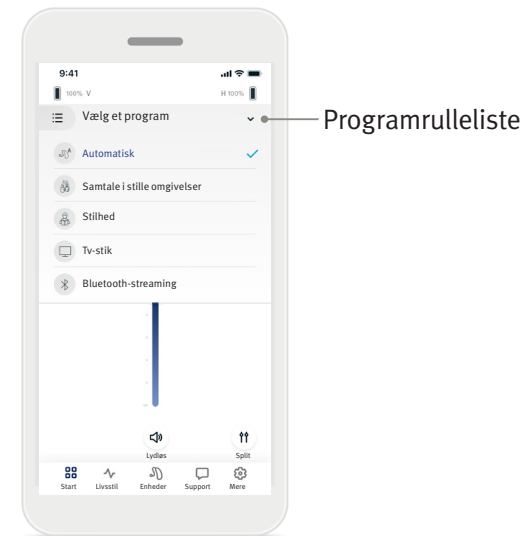 9:41
100% V
H 100%
Vælg et program
Programrulleliste
Automatisk
Samtale i stille omgivelser
Stilhed
Tv-stik
Bluetooth-streaming
Lydløs
Split
Start
Livsstil
Enheder
Support
Mere